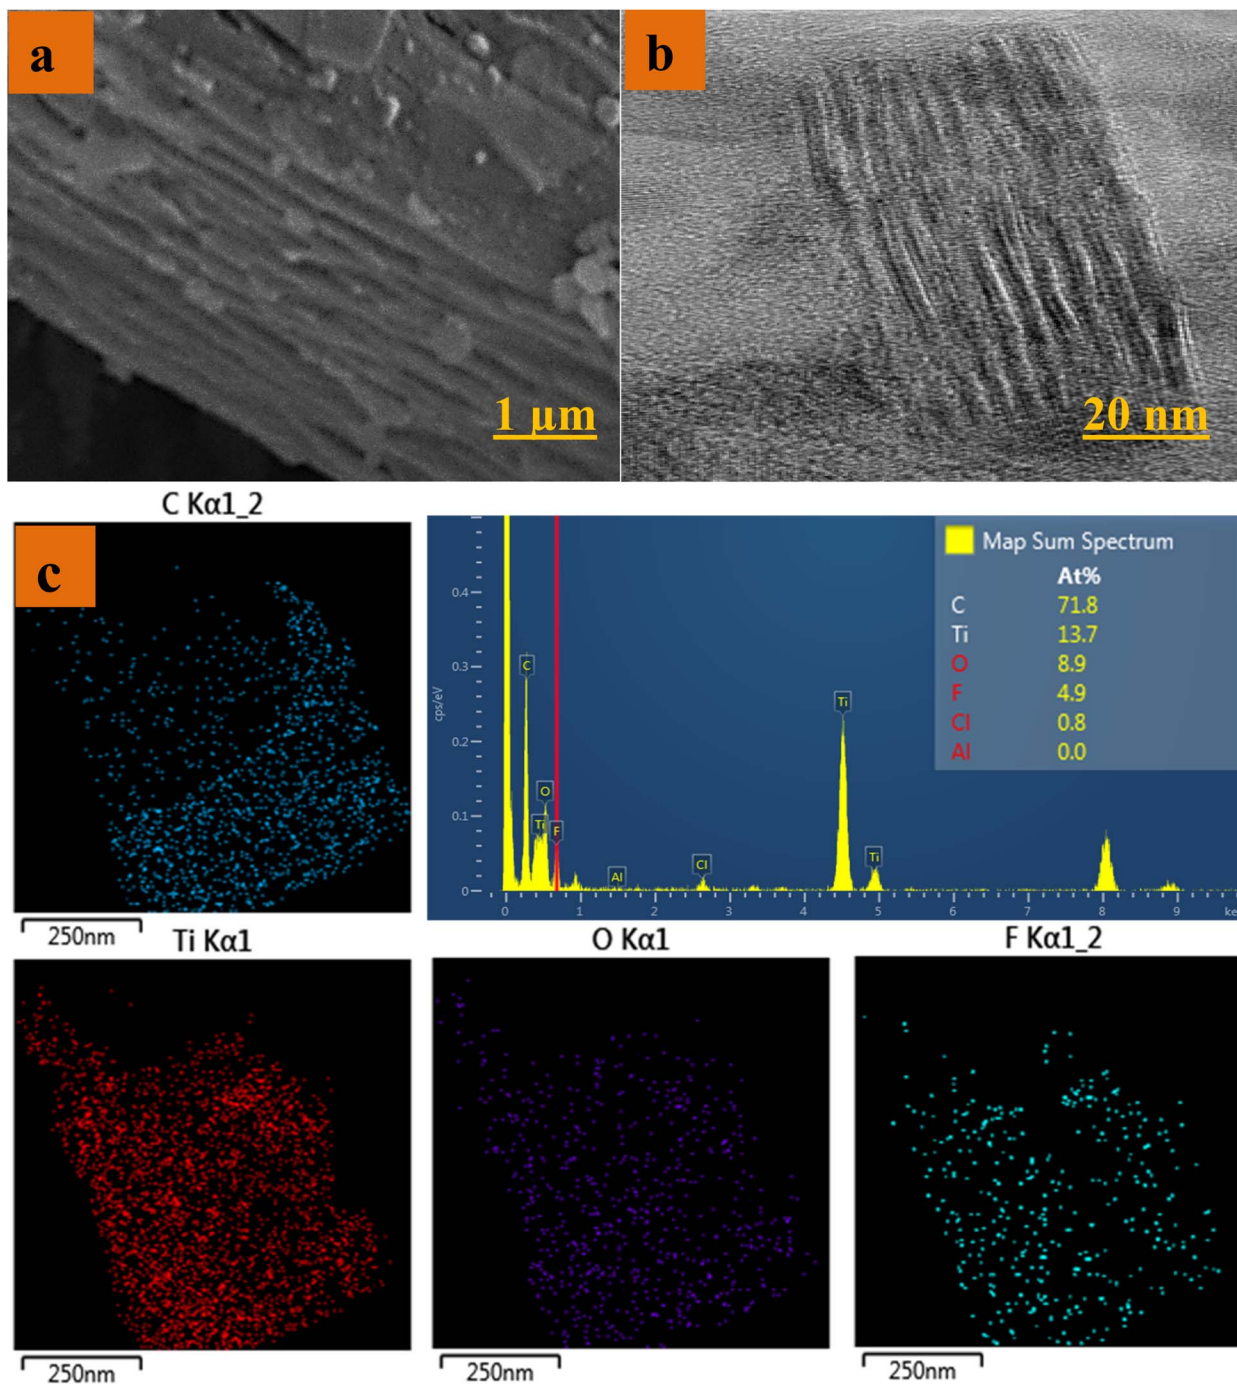 a
b
1 µm
20 nm
C Kα1_2
c
250nm
Map Sum Spectrum
At%
C 71.8
Ti 13.7
O 8.9
F 4.9
Cl 0.8
Al 0.0
cps/eV
0.4
0.3
0.2
0.1
0
C
Ti
O
F
Al
Cl
Ti
Ti
0 1 2 3 4 5 6 7 8 9 ke
Ti Kα1
O Kα1
F Kα1_2
250nm
250nm
250nm